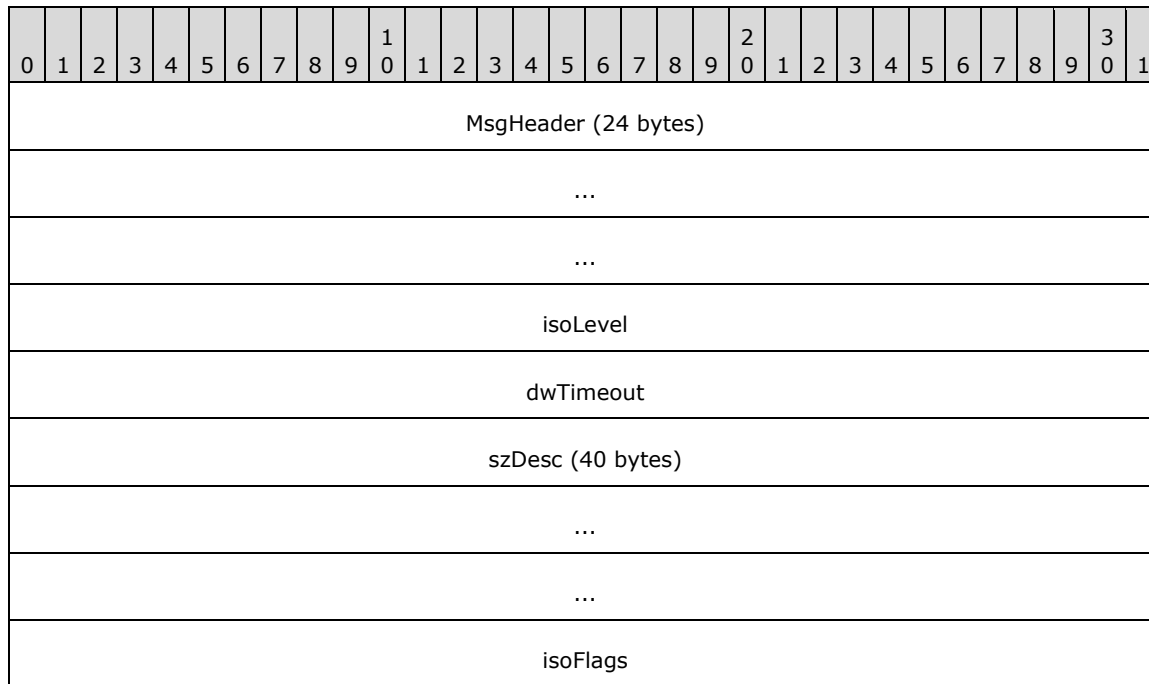 1 2 3
0 1 2 3 4 5 6 7 8 9 0 1 2 3 4 5 6 7 8 9 0 1 2 3 4 5 6 7 8 9 0 1
MsgHeader (24 bytes)
...
...
isoLevel
dwTimeout
szDesc (40 bytes)
...
...
isoFlags